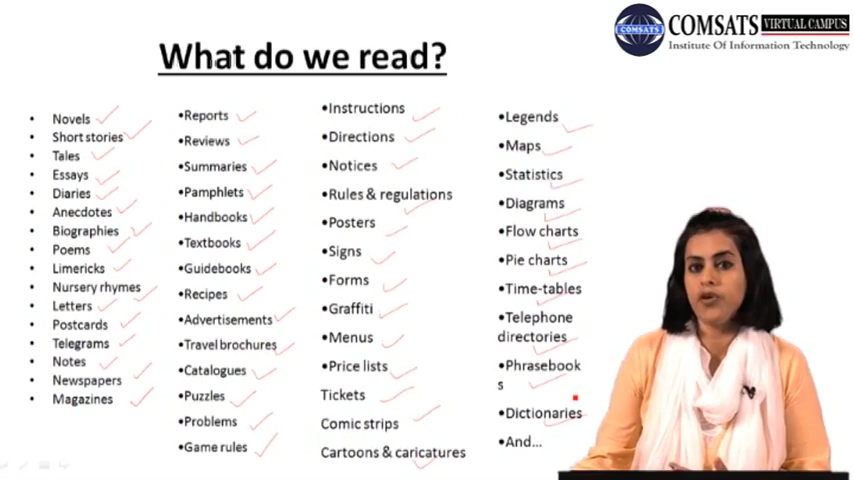 COMSATS VIRTUAL CAMPUS
COMSATS
Institute Of Information Technology
What do we read?
• Novels
• Short stories
• Tales
• Essays
• Diaries
• Anecdotes
• Biographies
• Poems
• Limericks
• Nursery rhymes
• Letters
• Postcards
• Telegrams
• Notes
• Newspapers
• Magazines
•Reports
•Reviews
•Summaries
•Pamphlets
•Handbooks
•Textbooks
•Guidebooks
•Recipes
•Advertisements
•Travel brochures
•Catalogues
•Puzzles
•Problems
•Game rules
•Instructions
•Directions
•Notices
•Rules & regulations
•Posters
•Signs
•Forms
•Graffiti
•Menus
•Price lists
Tickets
Comic strips
Cartoons & caricatures
•Legends
•Maps
•Statistics
•Diagrams
•Flow charts
•Pie charts
•Time-tables
•Telephone
directories
•Phrasebook
s
•Dictionaries
•And...